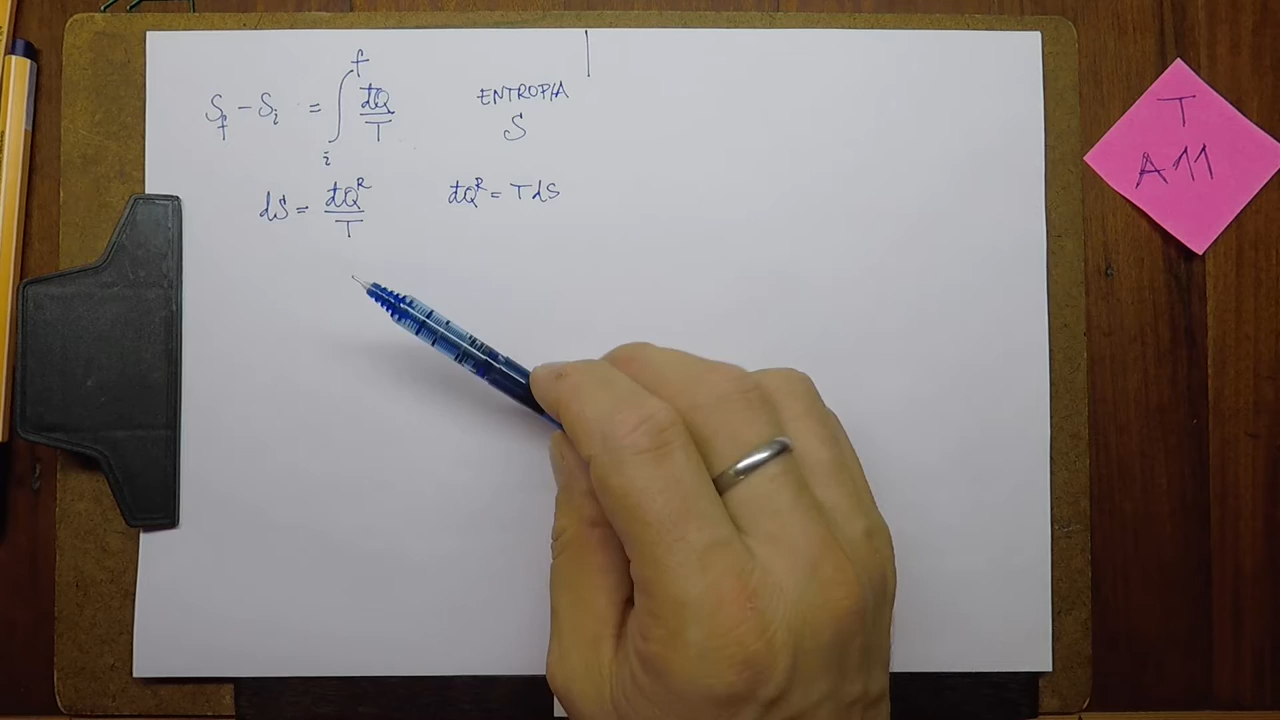 S_f - S_i = ∫_i^f đQ/T
ENTROPIA
S
dS = đQ^R/T
đQ^R = T dS
T
A11